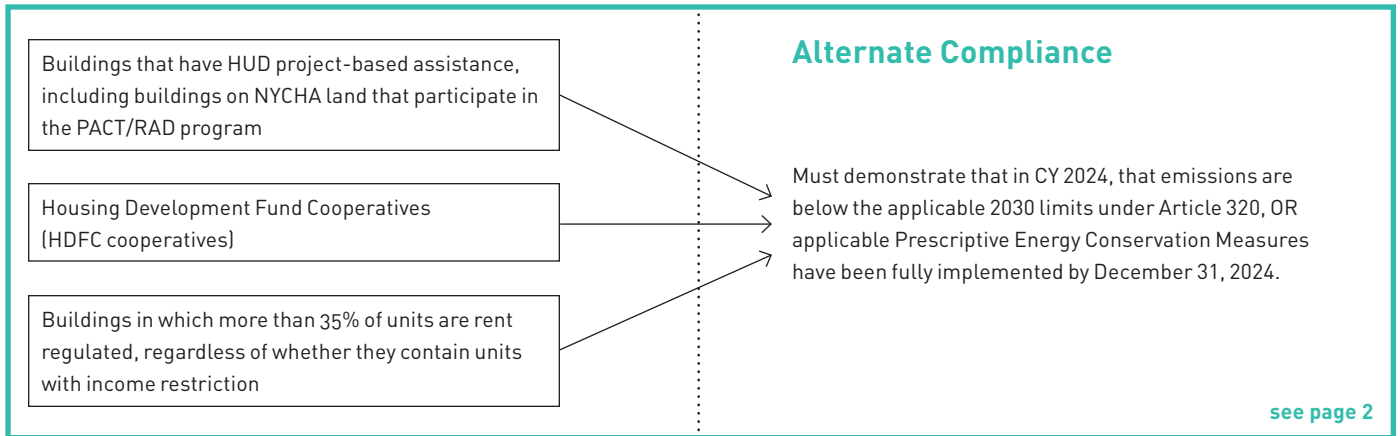 Buildings that have HUD project-based assistance,
including buildings on NYCHA land that participate in
the PACT/RAD program
Housing Development Fund Cooperatives
(HDFC cooperatives)
Buildings in which more than 35% of units are rent
regulated, regardless of whether they contain units
with income restriction
Alternate Compliance
Must demonstrate that in CY 2024, that emissions are
below the applicable 2030 limits under Article 320, OR
applicable Prescriptive Energy Conservation Measures
have been fully implemented by December 31, 2024.
see page 2